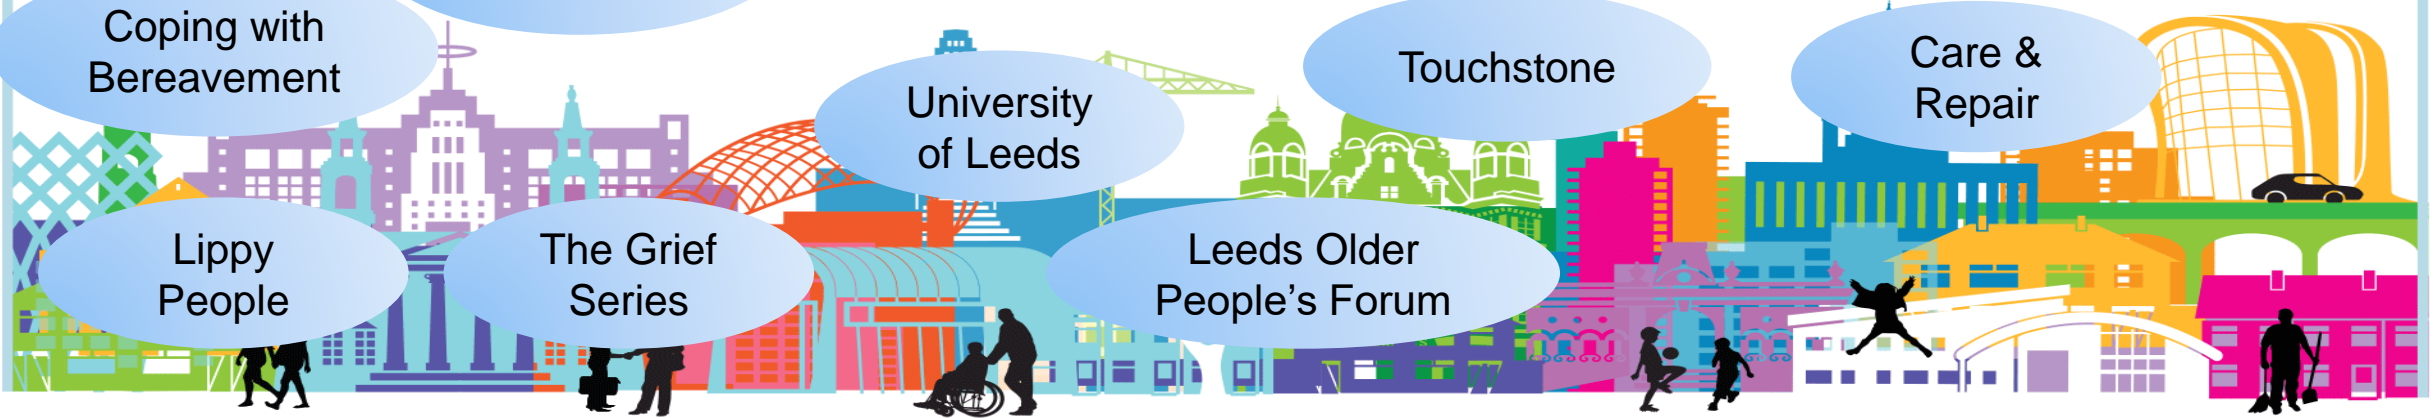 Coping with
Bereavement
University
of Leeds
Touchstone
Care &
Repair
Lippy
People
The Grief
Series
Leeds Older
People’s Forum